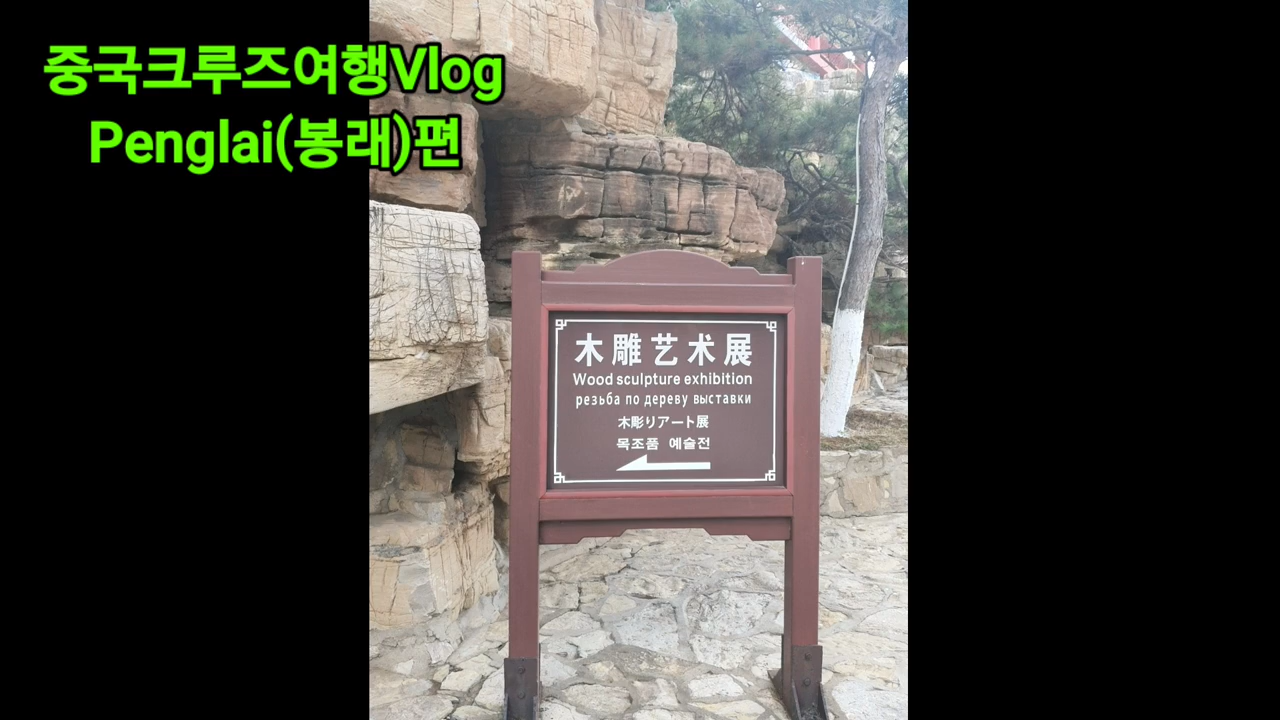 중국크루즈여행Vlog
Penglai(봉래)편
木雕艺术展
Wood sculpture exhibition
резьба по дереву выставки
木彫りアート展
목조품 예술전